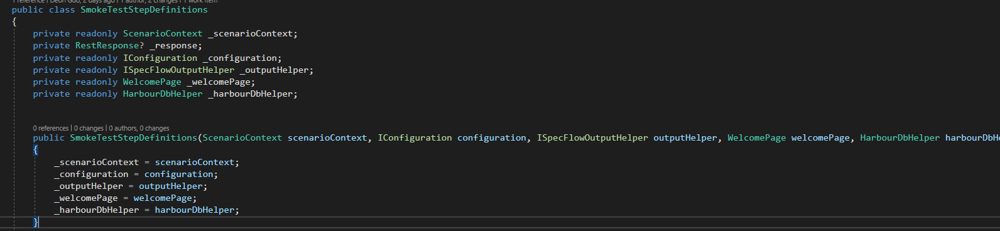 1 reference | Deon Guo, 2 days ago | 1 author, 2 changes | 1 work item
public class SmokeTestStepDefinitions
{
private readonly ScenarioContext _scenarioContext;
private RestResponse? _response;
private readonly IConfiguration _configuration;
private readonly ISpecFlowOutputHelper _outputHelper;
private readonly WelcomePage _welcomePage;
private readonly HarbourDbHelper _harbourDbHelper;
0 references | 0 changes | 0 authors, 0 changes
public SmokeTestStepDefinitions(ScenarioContext scenarioContext, IConfiguration configuration, ISpecFlowOutputHelper outputHelper, WelcomePage welcomePage, HarbourDbHelper harbourDbH
{
_scenarioContext = scenarioContext;
_configuration = configuration;
_outputHelper = outputHelper;
_welcomePage = welcomePage;
_harbourDbHelper = harbourDbHelper;
}